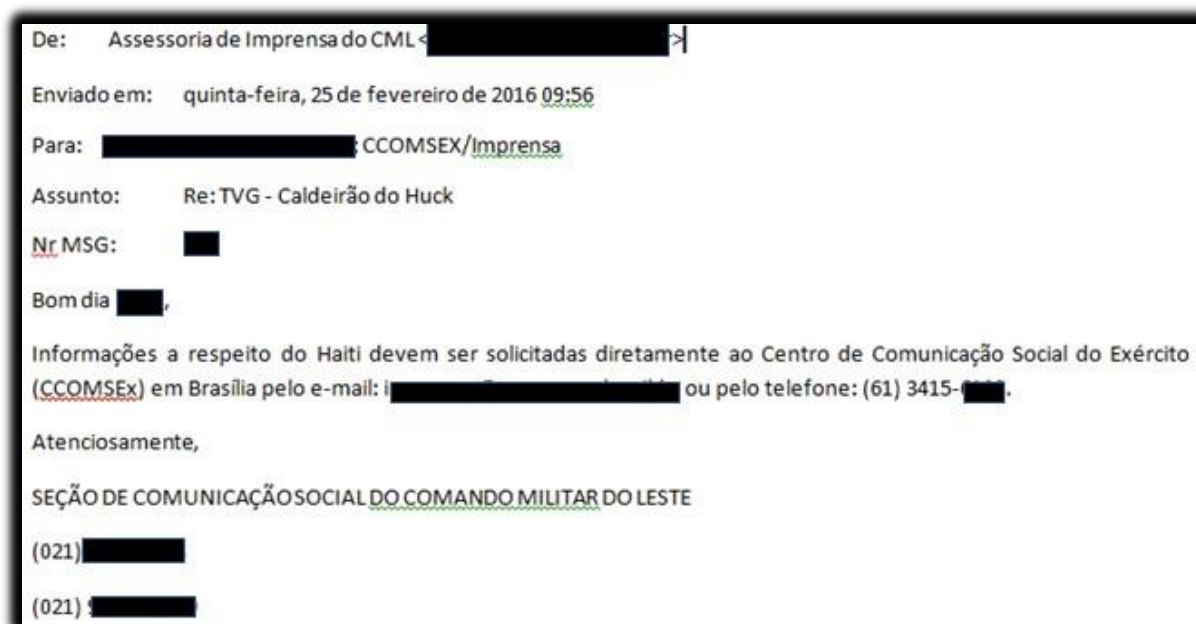 De: Assessoria de Imprensa do CML < >
Enviado em: quinta-feira, 25 de fevereiro de 2016 09:56
Para: ; CCOMSEX/Imprensa
Assunto: Re: TVG - Caldeirão do Huck
Nr MSG:
Bom dia ,
Informações a respeito do Haiti devem ser solicitadas diretamente ao Centro de Comunicação Social do Exército
(CCOMSEx) em Brasília pelo e-mail: ou pelo telefone: (61) 3415- .
Atenciosamente,
SEÇÃO DE COMUNICAÇÃO SOCIAL DO COMANDO MILITAR DO LESTE
(021)
(021)